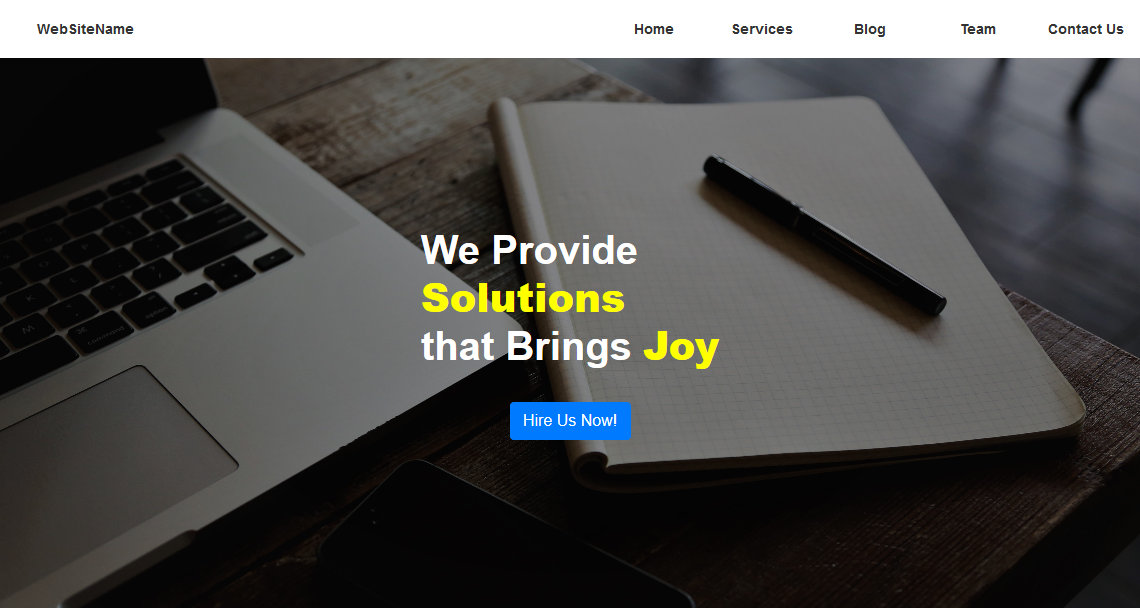 WebSiteName Home Services Blog Team Contact Us
We Provide
Solutions
that Brings Joy
Hire Us Now!